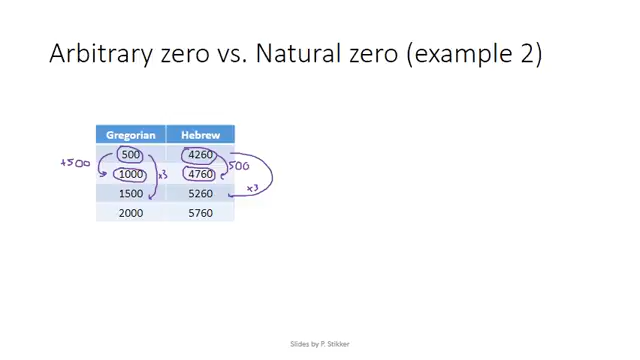 Arbitrary zero vs. Natural zero (example 2)
Gregorian Hebrew
+500 500 4260
1000 x3 4760 500
1500 5260 x3
2000 5760
Slides by P. Stikker